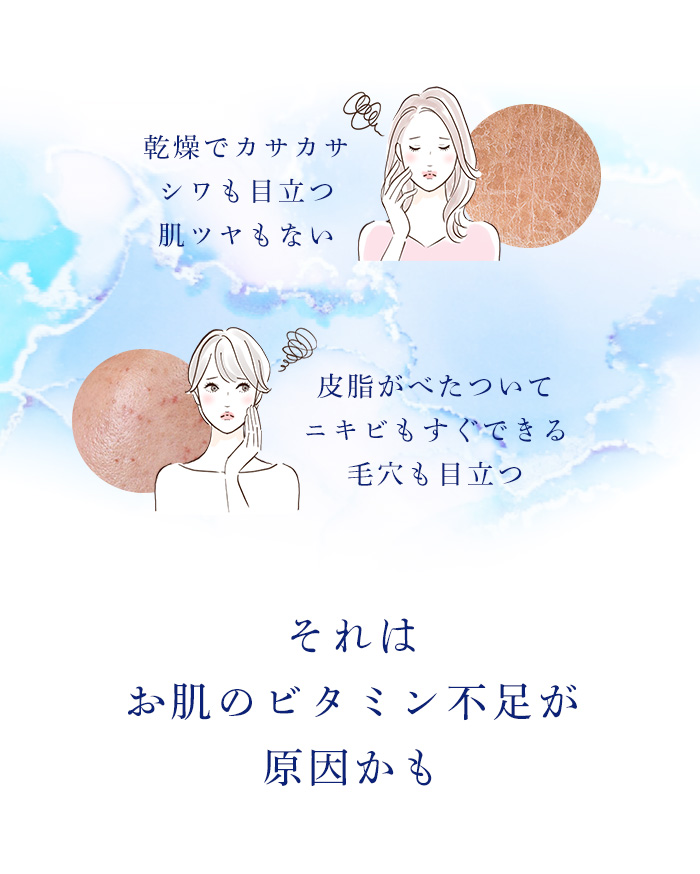 乾燥でカサカサ
シワも目立つ
肌ツヤもない
皮脂がべたついて
ニキビもすぐできる
毛穴も目立つ
それは
お肌のビタミン不足が
原因かも